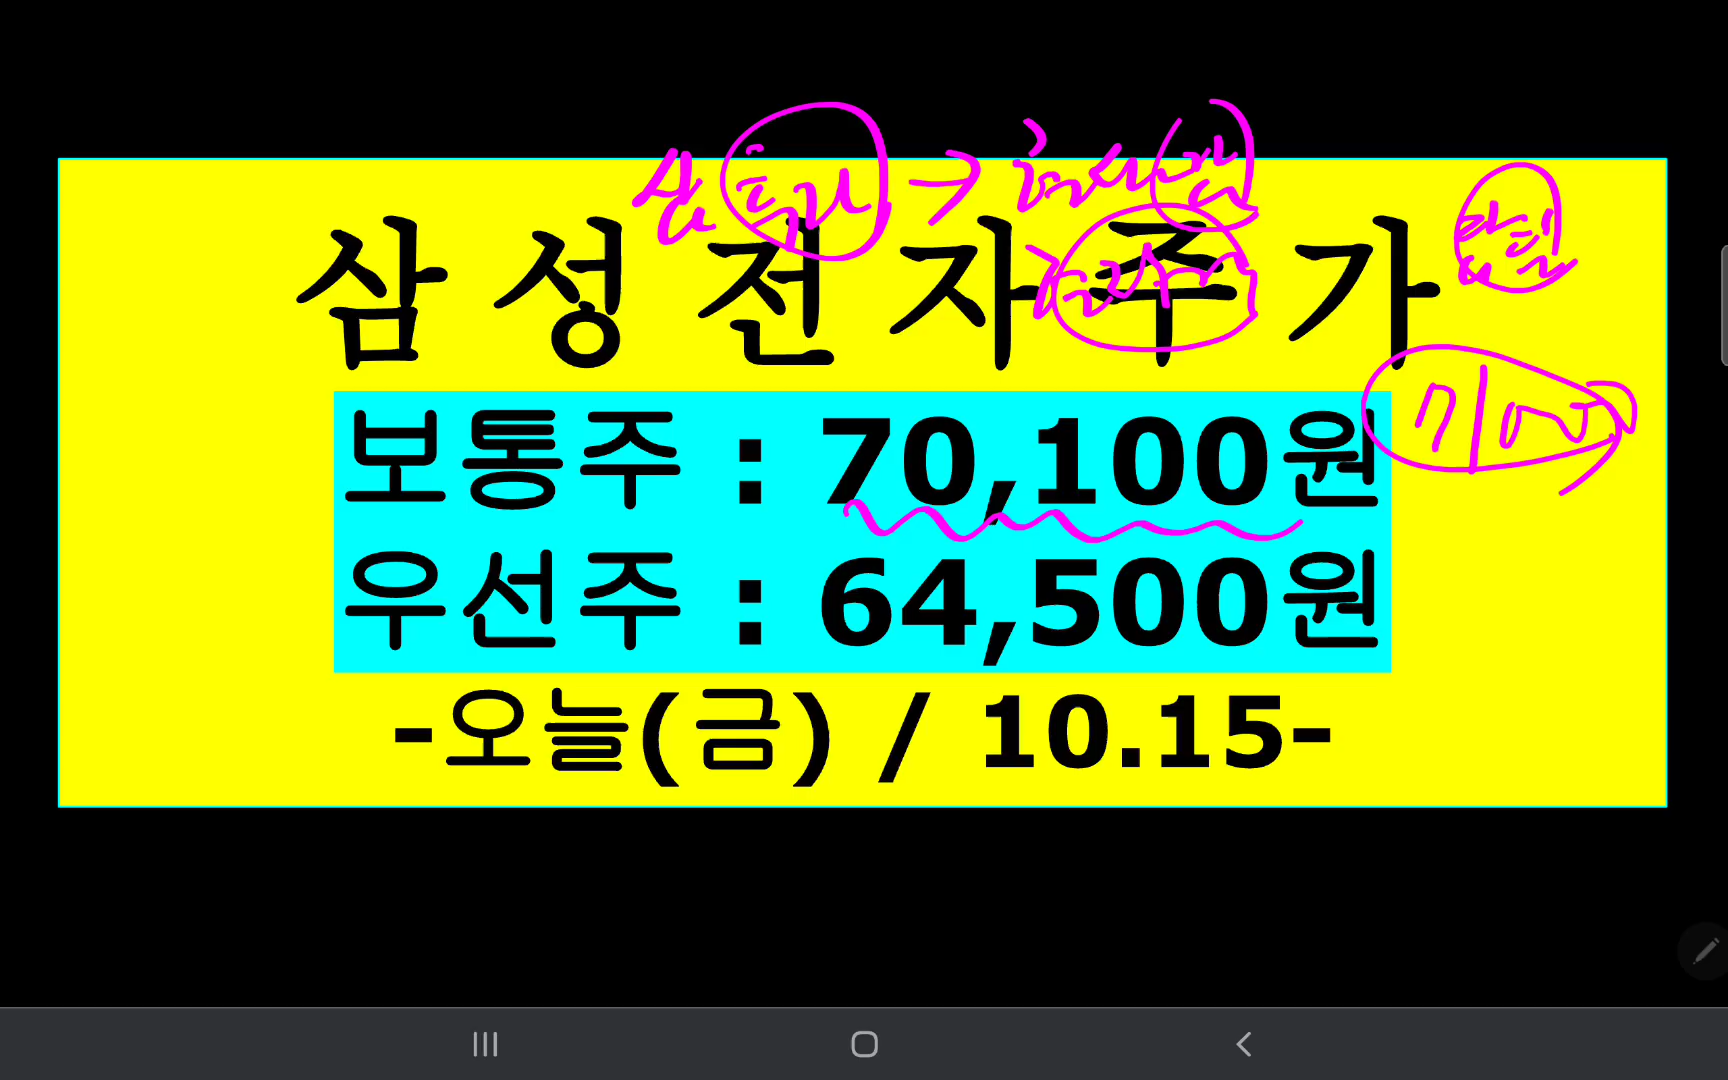 삼성전자주가
보통주 : 70,100원
우선주 : 64,500원
-오늘(금) / 10.15-